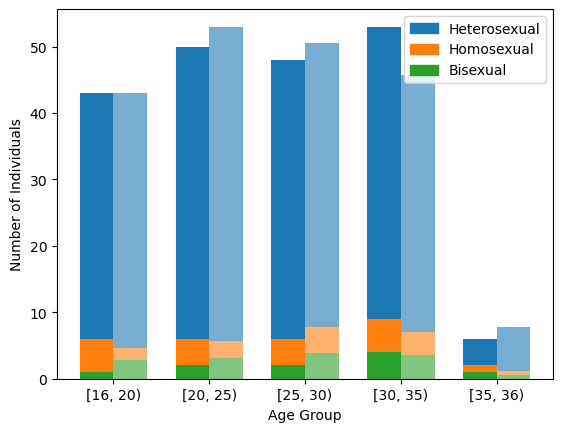 Heterosexual
Homosexual
Bisexual
Number of Individuals
50
40
30
20
10
0
[16, 20)
[20, 25)
[25, 30)
[30, 35)
[35, 36)
Age Group